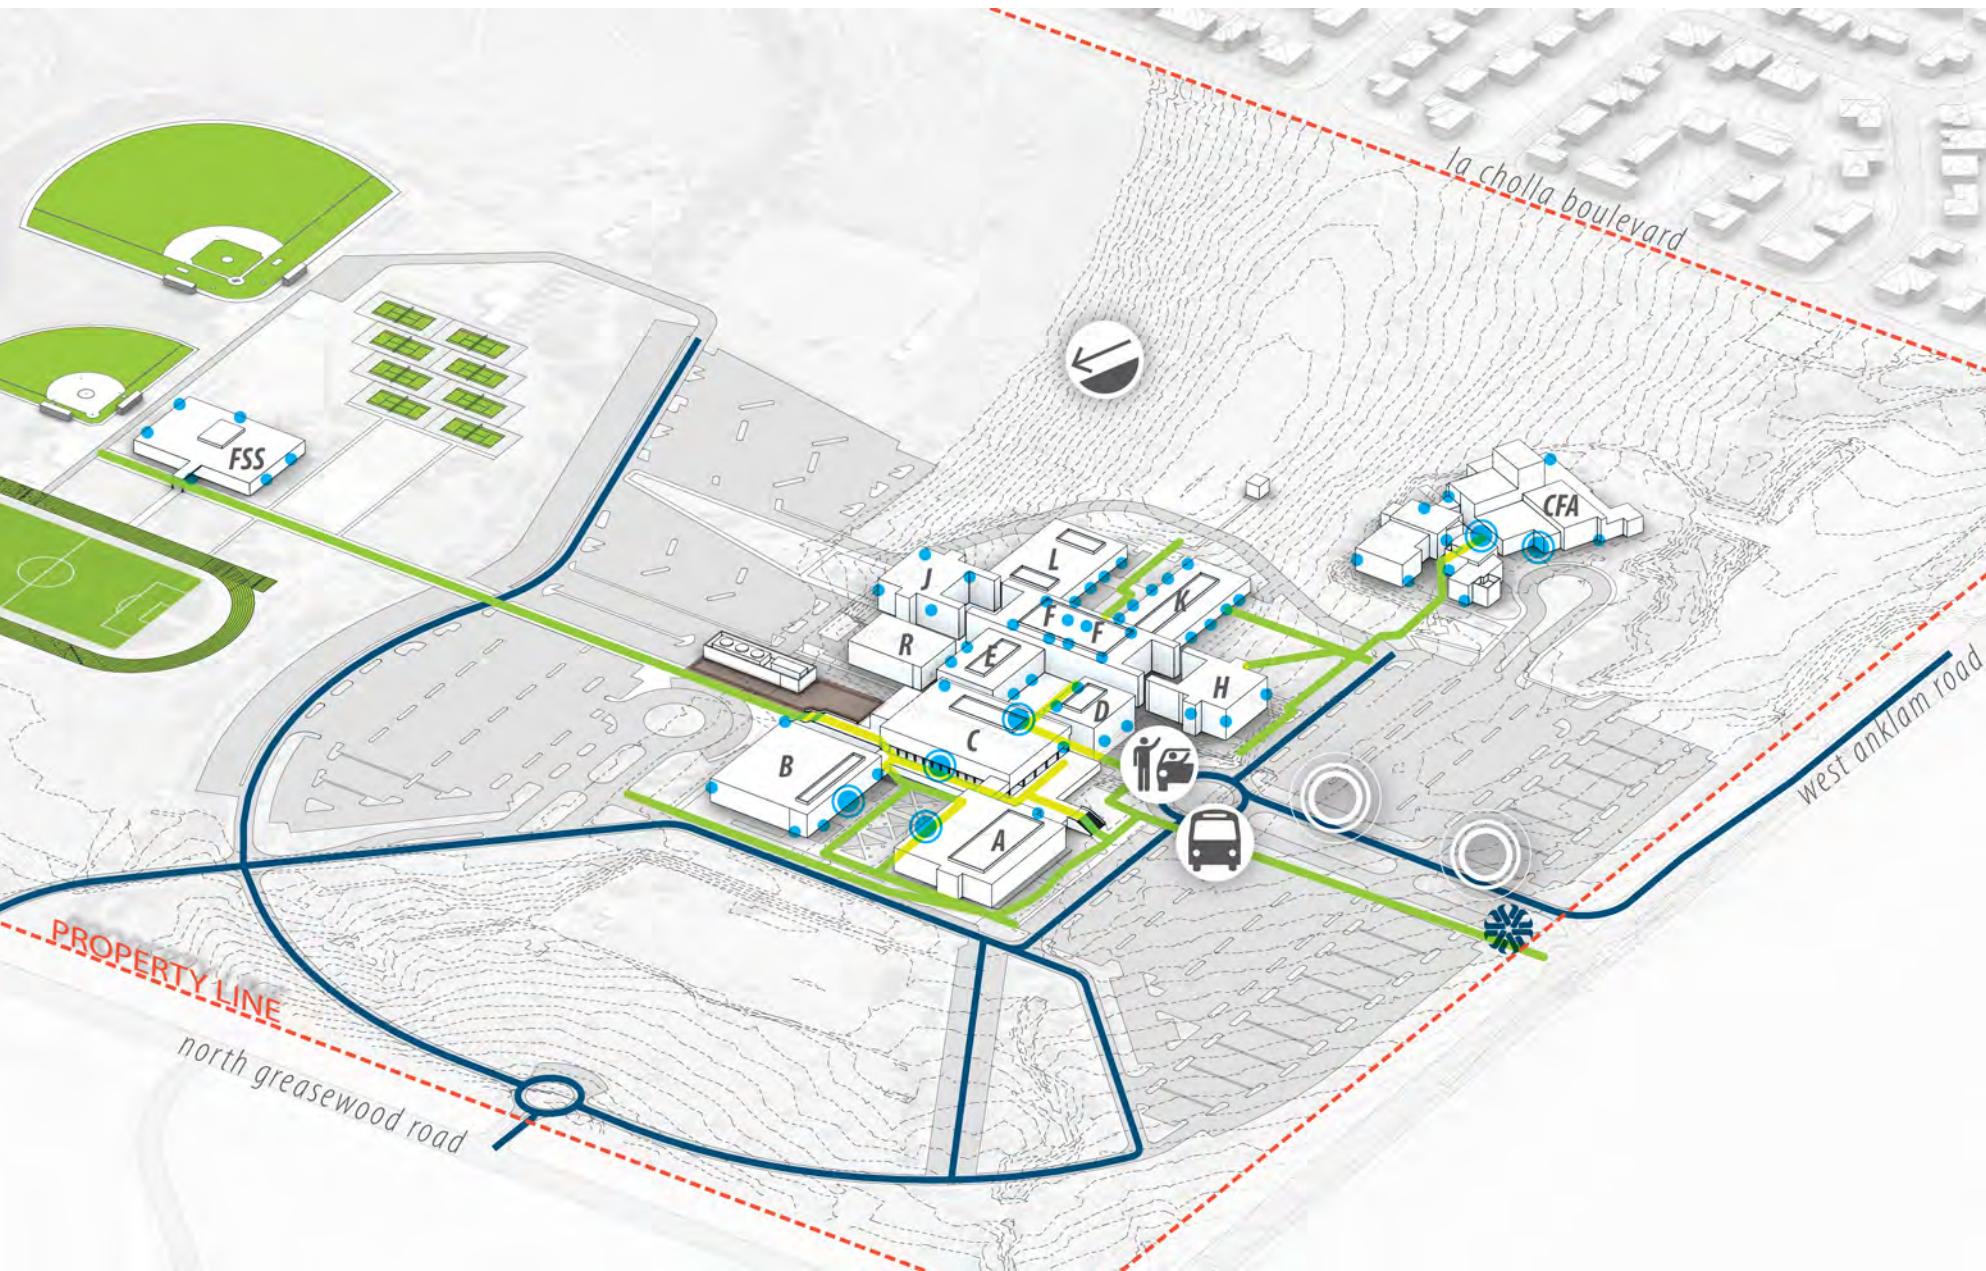 la cholla boulevard
FSS
CFA
L
J
K
F
F
R
E
H
D
C
B
A
west anklam road
PROPERTY LINE
north greasewood road